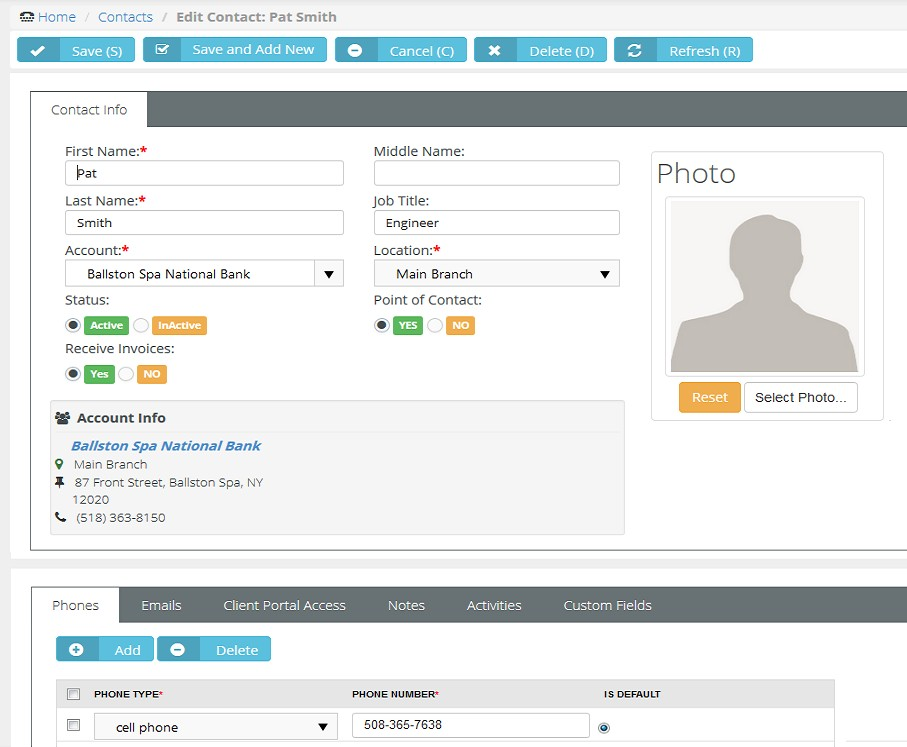 Home / Contacts / Edit Contact: Pat Smith
Save (S) Save and Add New Cancel (C) Delete (D) Refresh (R)
Contact Info
First Name:* Middle Name:
Pat
Last Name:* Job Title:
Smith Engineer
Account:* Location:*
Ballston Spa National Bank Main Branch
Status: Point of Contact:
Active InActive YES NO
Receive Invoices:
Yes NO
Photo
Reset Select Photo...
Account Info
Ballston Spa National Bank
Main Branch
87 Front Street, Ballston Spa, NY
12020
(518) 363-8150
Phones Emails Client Portal Access Notes Activities Custom Fields
Add Delete
PHONE TYPE* PHONE NUMBER* IS DEFAULT
cell phone 508-365-7638